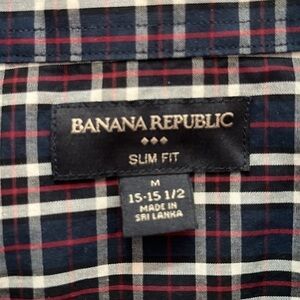 BANANA REPUBLIC
SLIM FIT
M
15-15 1/2
MADE IN
SRI LANKA